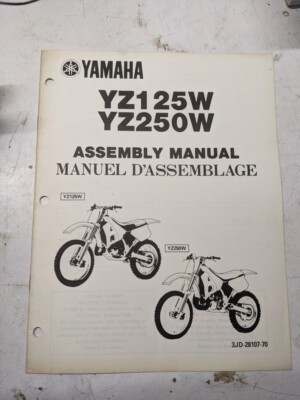 YAMAHA
YZ125W
YZ250W
ASSEMBLY MANUAL
MANUEL D'ASSEMBLAGE
YZ125W
YZ250W
3JD-28107-70